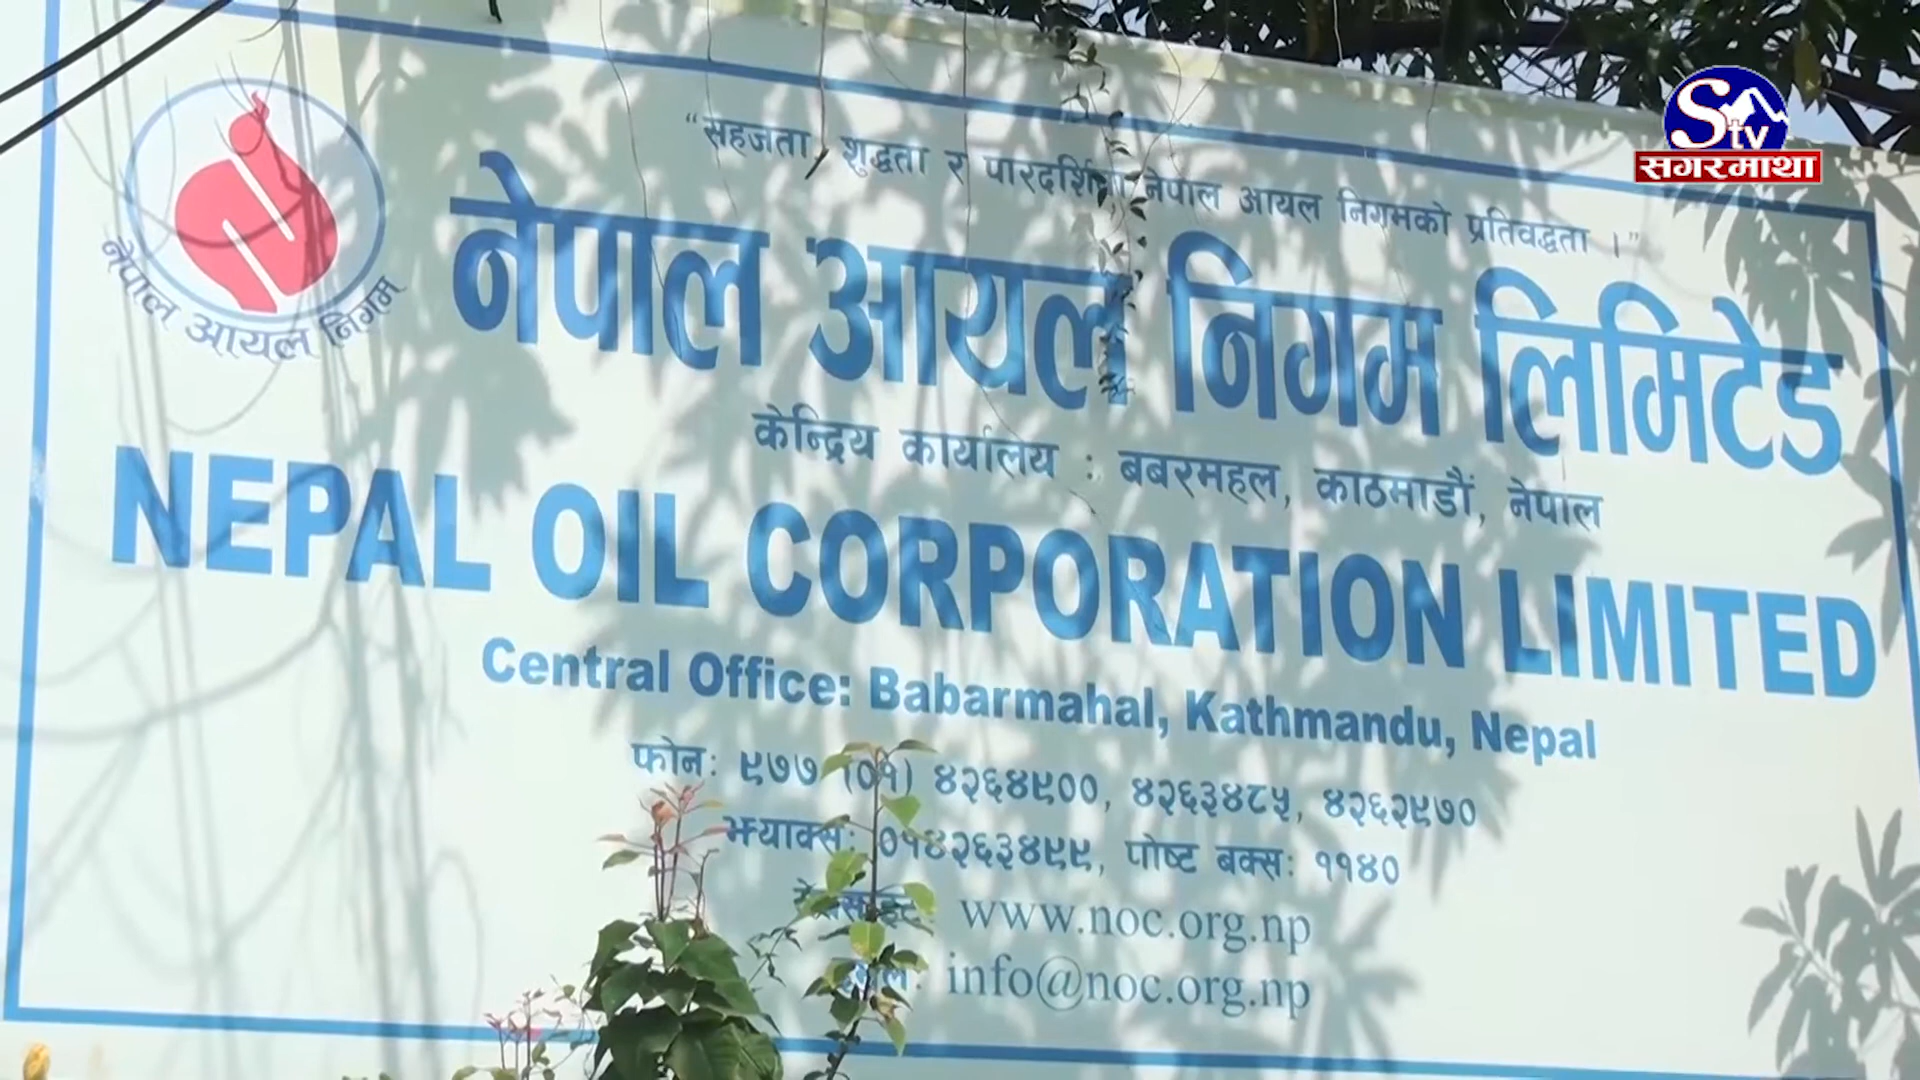 Stv
सगरमाथा
“सहजता, शुद्धता र पारदर्शिता नेपाल आयल निगमको प्रतिवद्धता ।”
नेपाल आयल निगम
नेपाल आयल निगम लिमिटेड
केन्द्रिय कार्यालय : बबरमहल, काठमाडौं, नेपाल
NEPAL OIL CORPORATION LIMITED
Central Office: Babarmahal, Kathmandu, Nepal
फोन: ९७७ (०१) ४२६४९००, ४२६३४८५, ४२६२९७०
झ्याक्स: ०१४२६३४९९, पोष्ट बक्स: ११४०
www.noc.org.np
info@noc.org.np